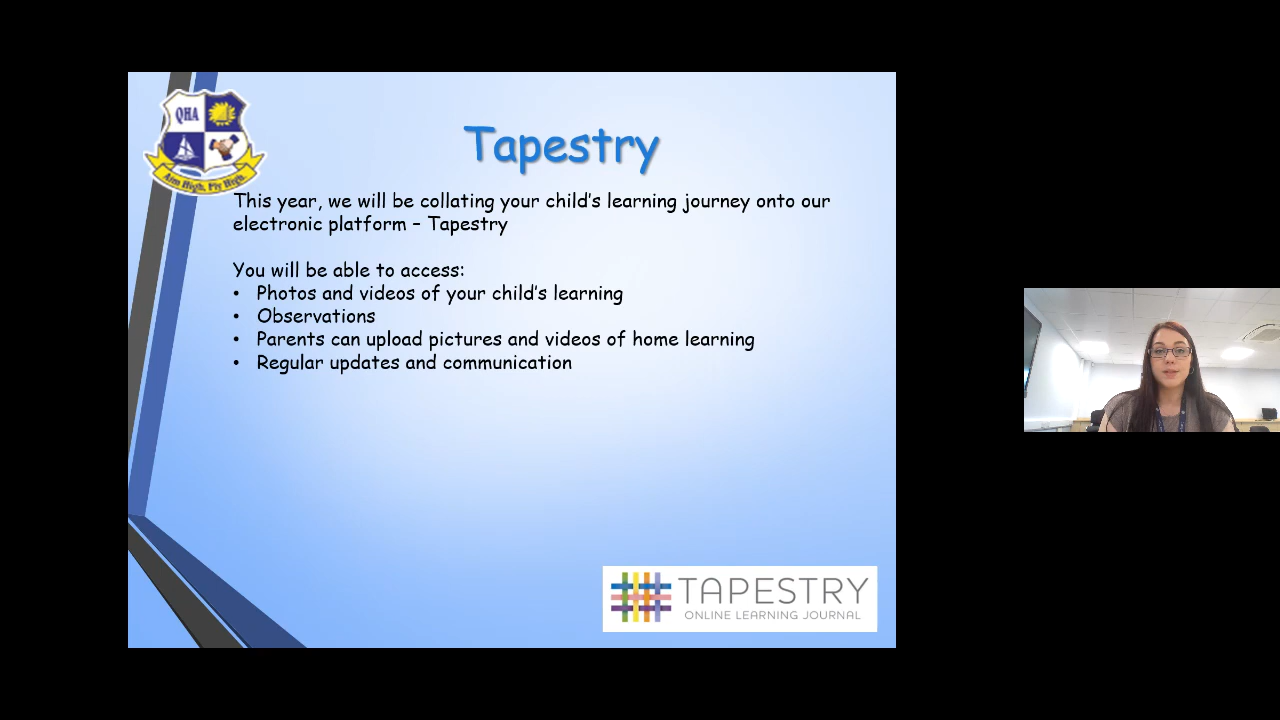 QHA
Aim High, Fly High.
Tapestry
This year, we will be collating your child's learning journey onto our
electronic platform – Tapestry
You will be able to access:
• Photos and videos of your child's learning
• Observations
• Parents can upload pictures and videos of home learning
• Regular updates and communication
TAPESTRY
ONLINE LEARNING JOURNAL